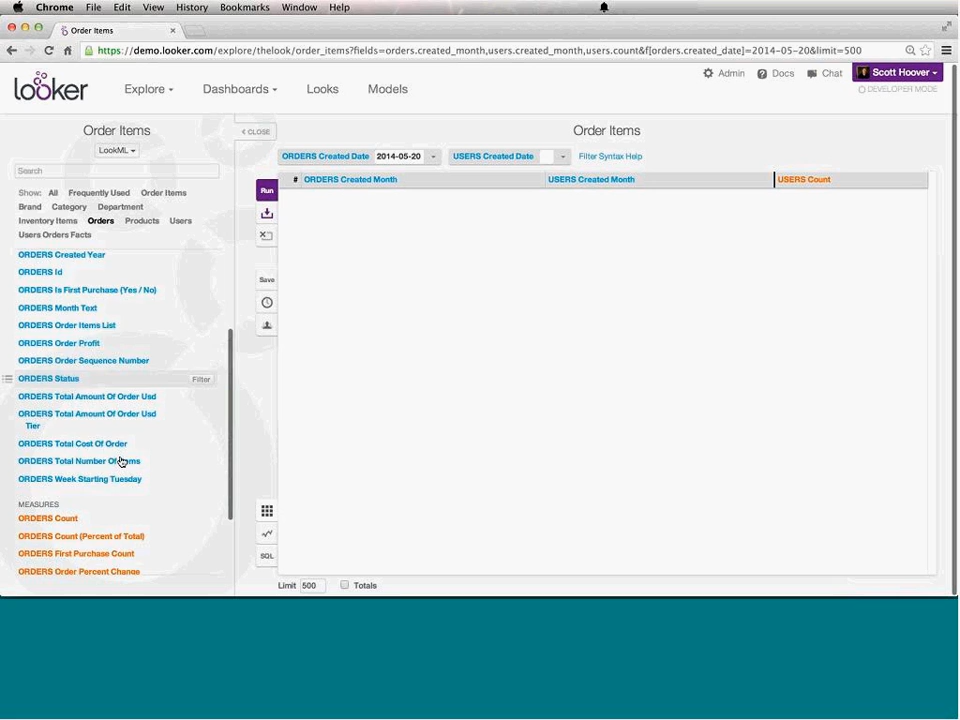 Chrome File Edit View History Bookmarks Window Help
Order Items
https://demo.looker.com/explore/thelook/order_items?fields=orders.created_month,users.created_month,users.count&f[orders.created_date]=2014-05-20&limit=500
looker
Explore Dashboards Looks Models
Admin Docs Chat Scott Hoover
DEVELOPER MODE
Order Items
LookML
Search
Show: All Frequently Used Order Items
Brand Category Department
Inventory Items Orders Products Users
Users Orders Facts
ORDERS Created Year
ORDERS Id
ORDERS Is First Purchase (Yes / No)
ORDERS Month Text
ORDERS Order Items List
ORDERS Order Profit
ORDERS Order Sequence Number
ORDERS Status Filter
ORDERS Total Amount Of Order Usd
ORDERS Total Amount Of Order Usd
Tier
ORDERS Total Cost Of Order
ORDERS Total Number Of Items
ORDERS Week Starting Tuesday
MEASURES
ORDERS Count
ORDERS Count (Percent of Total)
ORDERS First Purchase Count
ORDERS Order Percent Change
< CLOSE
Order Items
ORDERS Created Date 2014-05-20 USERS Created Date Filter Syntax Help
Run
# ORDERS Created Month USERS Created Month USERS Count
Save
SQL
Limit 500 Totals